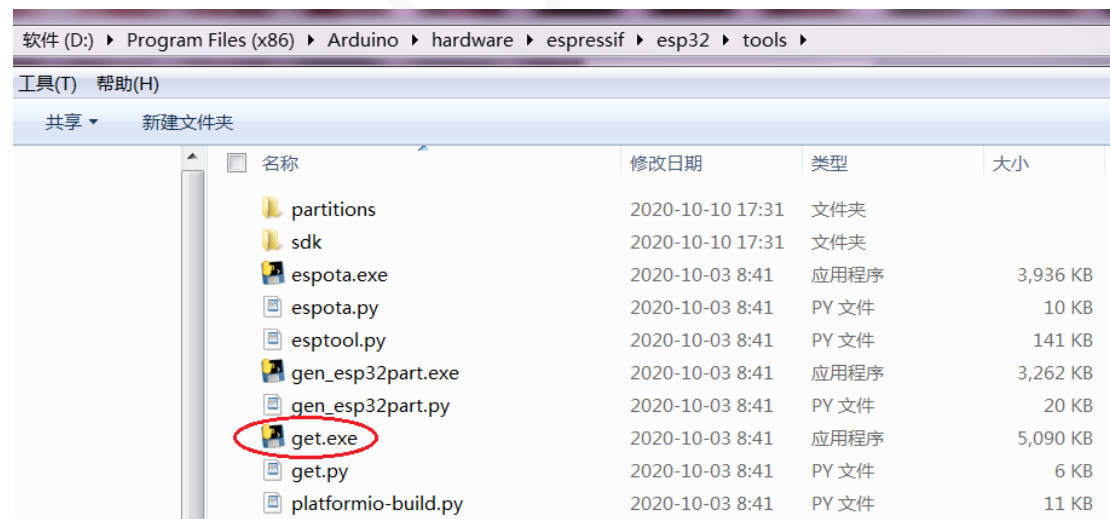 软件 (D:) ▸ Program Files (x86) ▸ Arduino ▸ hardware ▸ espressif ▸ esp32 ▸ tools ▸
工具(T) 帮助(H)
共享 新建文件夹
名称 修改日期 类型 大小
partitions 2020-10-10 17:31 文件夹
sdk 2020-10-10 17:31 文件夹
espota.exe 2020-10-03 8:41 应用程序 3,936 KB
espota.py 2020-10-03 8:41 PY 文件 10 KB
esptool.py 2020-10-03 8:41 PY 文件 141 KB
gen_esp32part.exe 2020-10-03 8:41 应用程序 3,262 KB
gen_esp32part.py 2020-10-03 8:41 PY 文件 20 KB
get.exe 2020-10-03 8:41 应用程序 5,090 KB
get.py 2020-10-03 8:41 PY 文件 6 KB
platformio-build.py 2020-10-03 8:41 PY 文件 11 KB